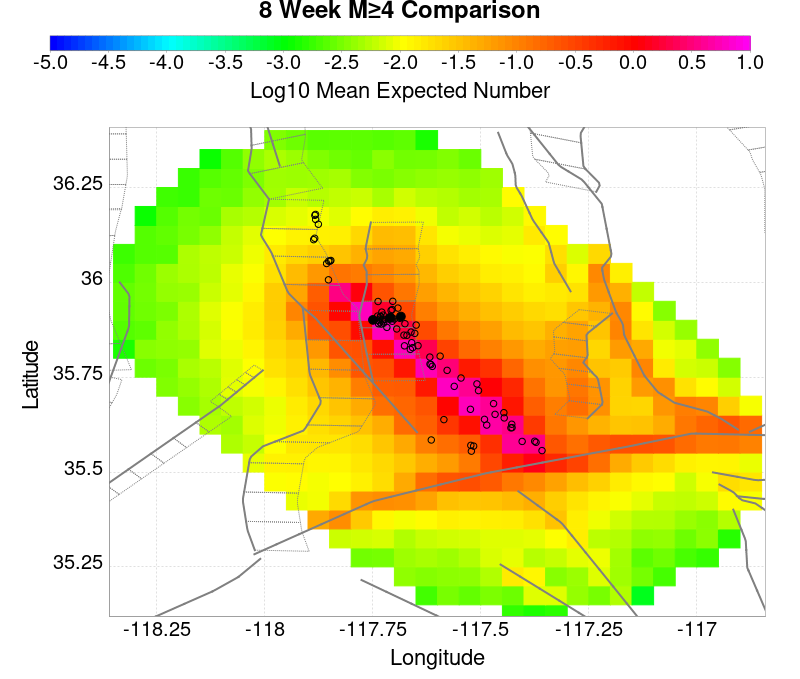 8 Week M≥4 Comparison
-5.0 -4.5 -4.0 -3.5 -3.0 -2.5 -2.0 -1.5 -1.0 -0.5 0.0 0.5 1.0
Log10 Mean Expected Number
36.25
36
35.75
35.5
35.25
Latitude
-118.25 -118 -117.75 -117.5 -117.25 -117
Longitude